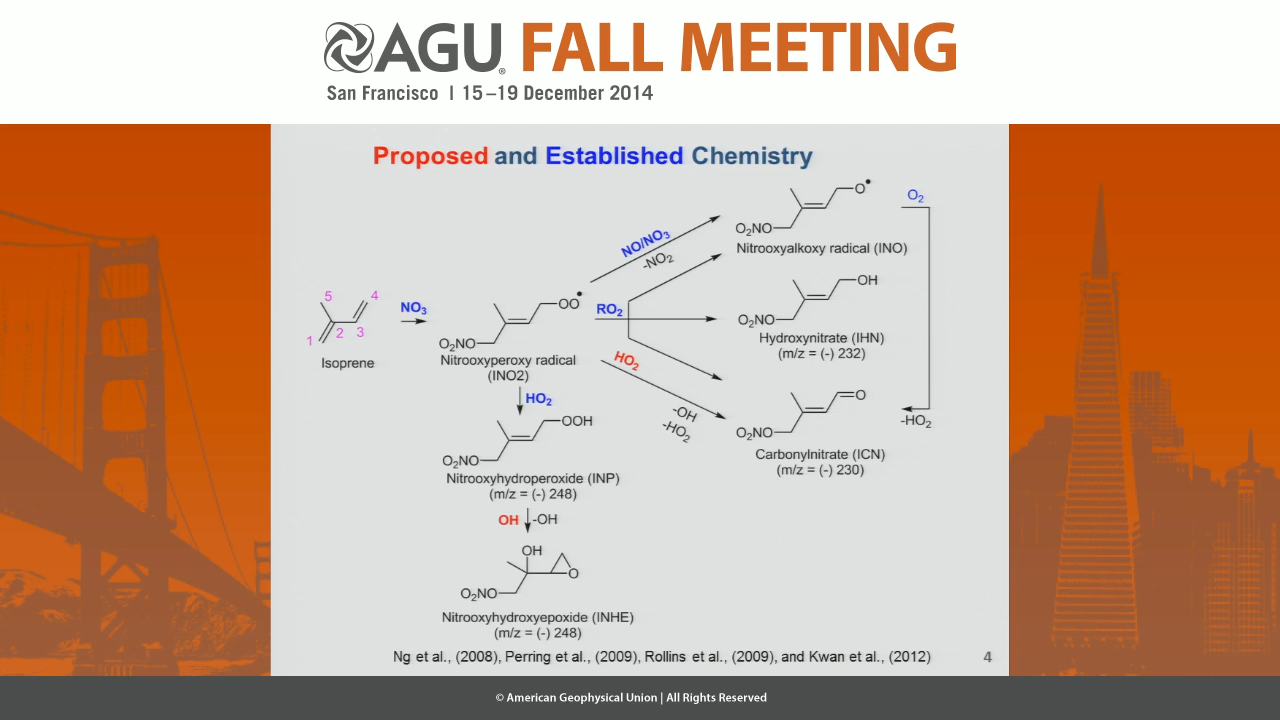 AGU FALL MEETING
San Francisco | 15–19 December 2014
Proposed and Established Chemistry
O•
O₂
O₂NO
Nitrooxyalkoxy radical (INO)
NO/NO₃
-NO₂
5
4
1
2
3
Isoprene
NO₃
OO•
O₂NO
Nitrooxyperoxy radical
(INO2)
RO₂
OH
O₂NO
Hydroxynitrate (IHN)
(m/z = (-) 232)
HO₂
-OH
-HO₂
O
O₂NO
-HO₂
Carbonylnitrate (ICN)
(m/z = (-) 230)
HO₂
OOH
O₂NO
Nitrooxyhydroperoxide (INP)
(m/z = (-) 248)
OH
-OH
OH
O
O₂NO
Nitrooxyhydroxyepoxide (INHE)
(m/z = (-) 248)
Ng et al., (2008), Perring et al., (2009), Rollins et al., (2009), and Kwan et al., (2012)
4
© American Geophysical Union | All Rights Reserved